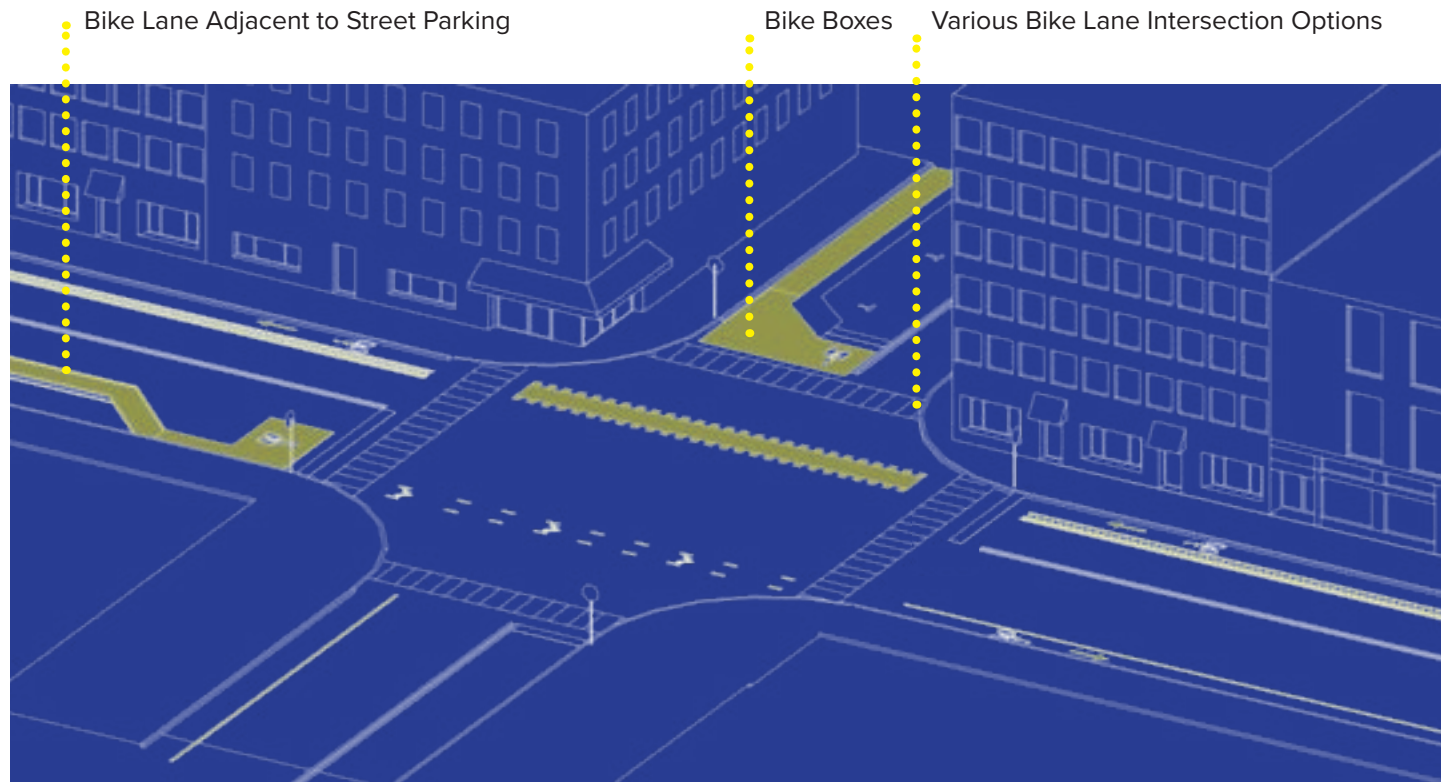 Bike Lane Adjacent to Street Parking
Bike Boxes
Various Bike Lane Intersection Options